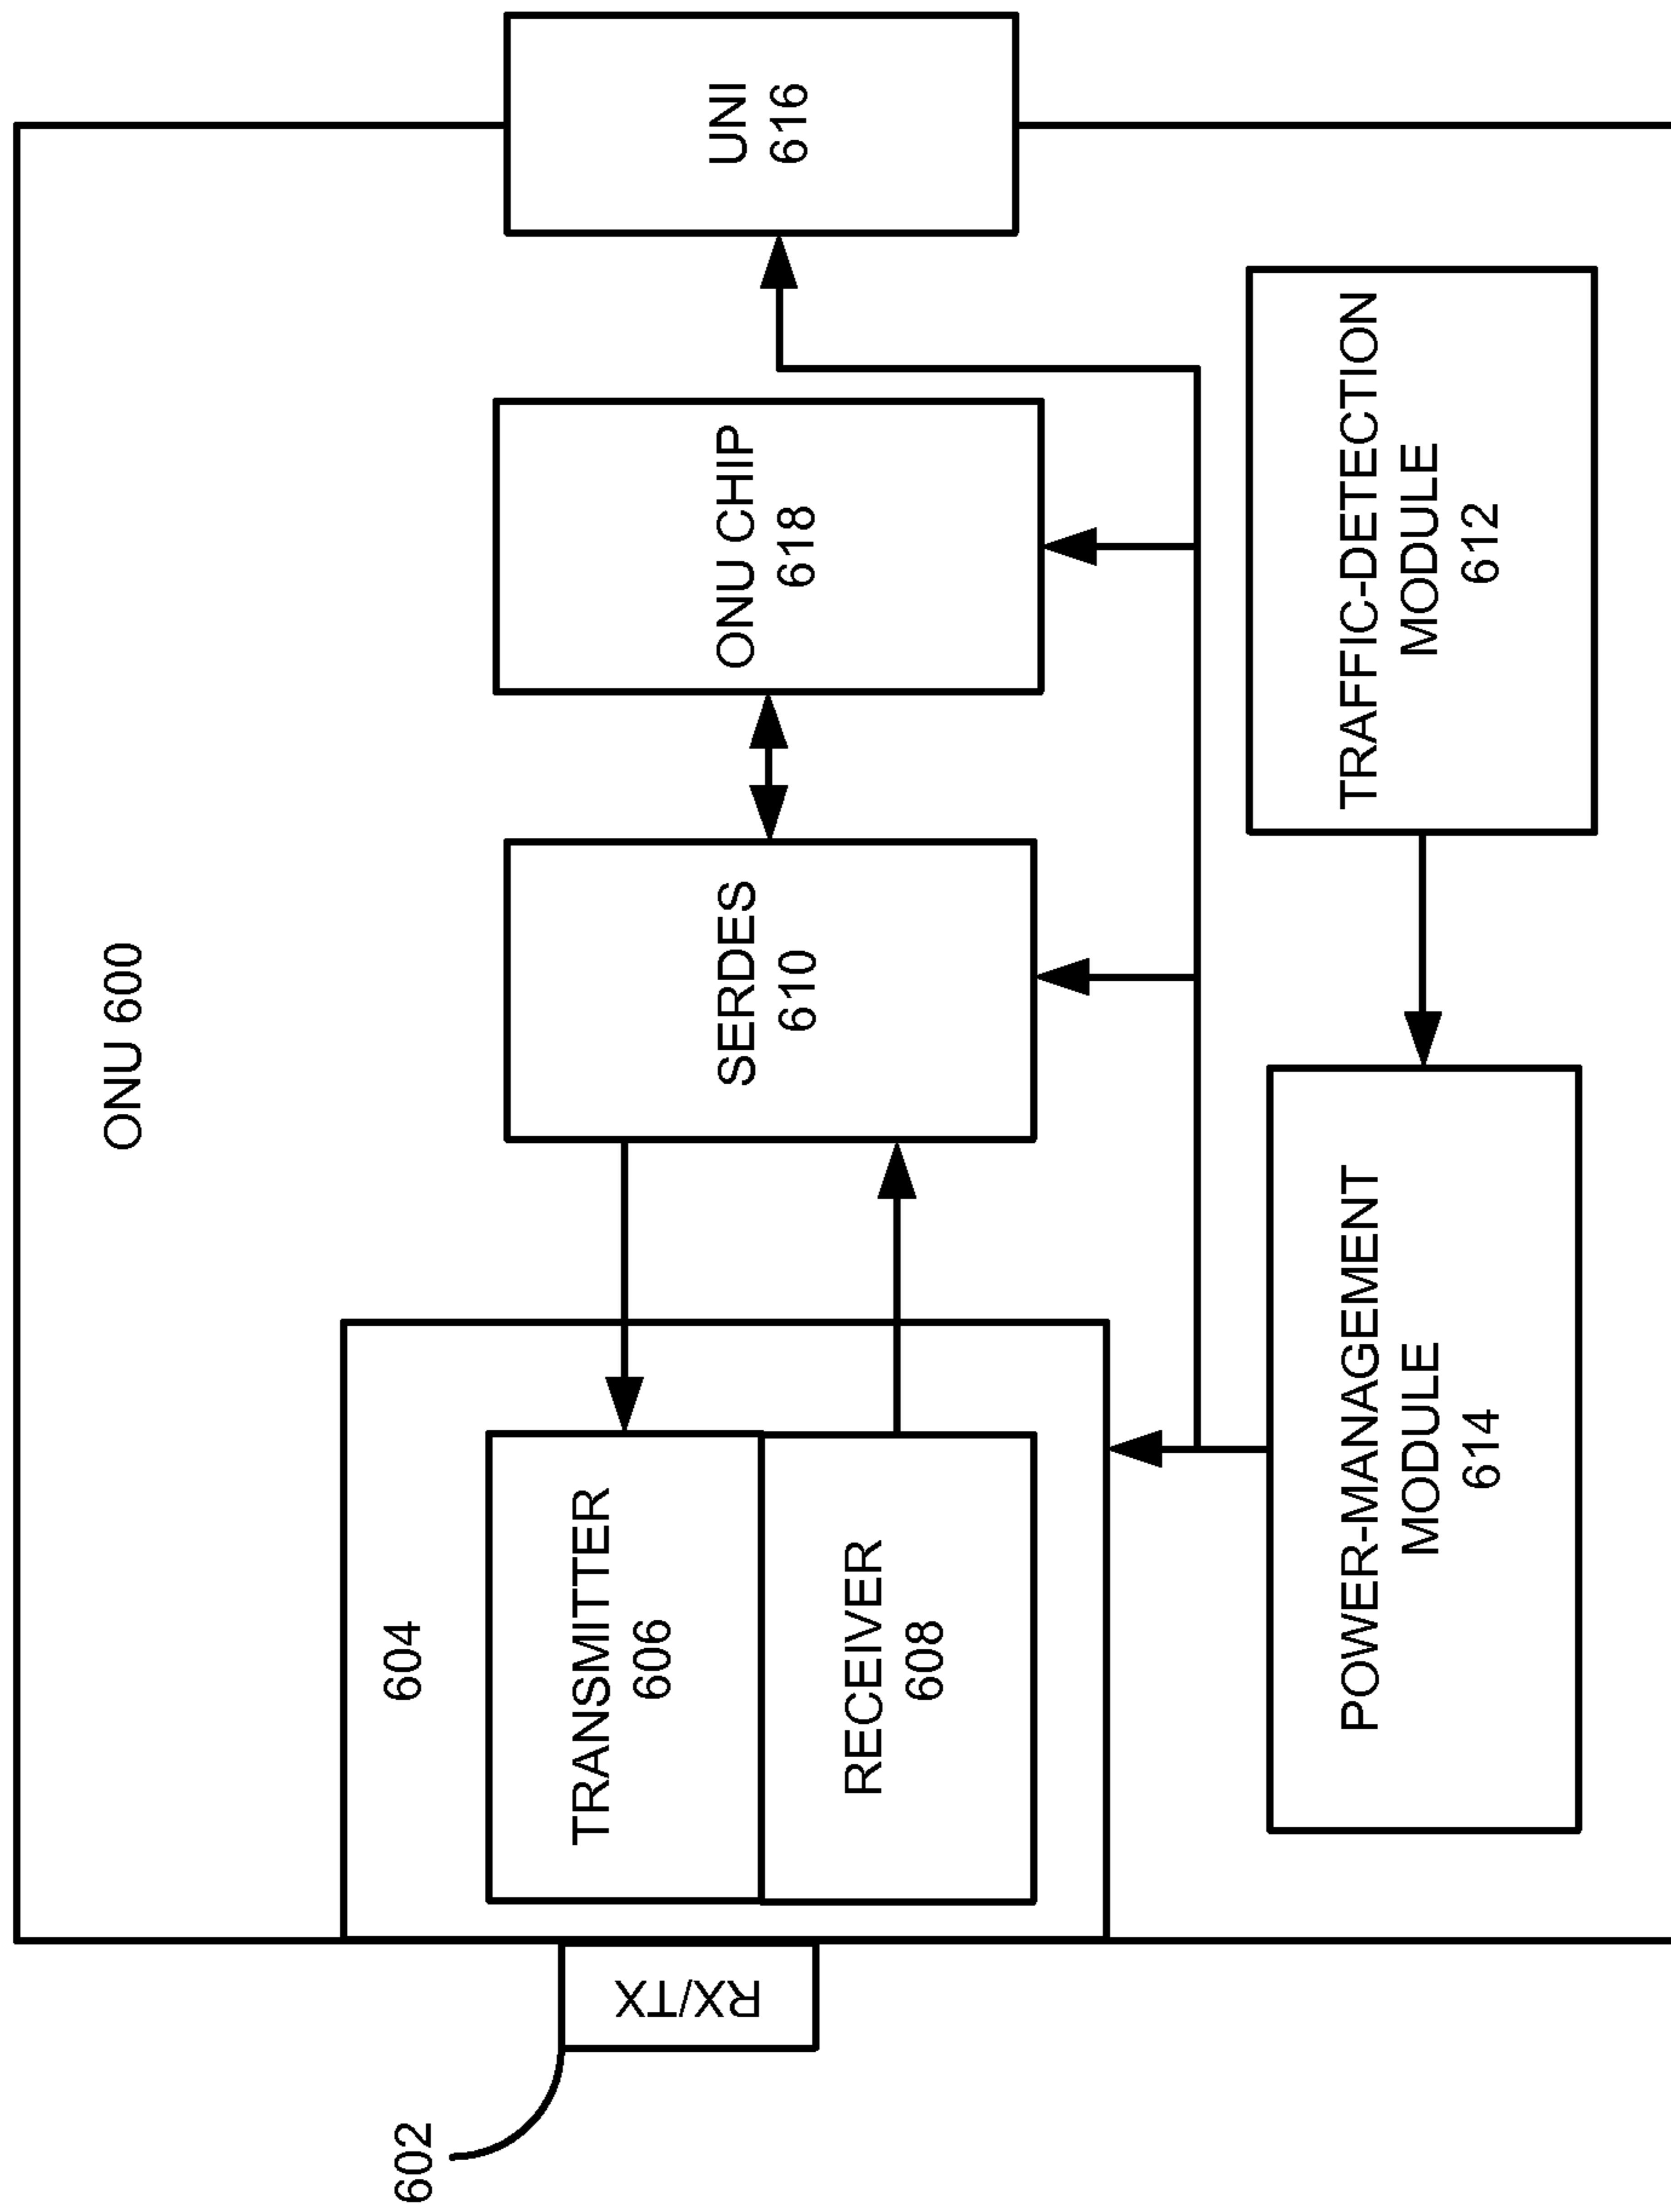 ONU 600
602
RX/TX
604
TRANSMITTER
606
RECEIVER
608
SERDES
610
ONU CHIP
618
UNI
616
POWER-MANAGEMENT
MODULE
614
TRAFFIC-DETECTION
MODULE
612